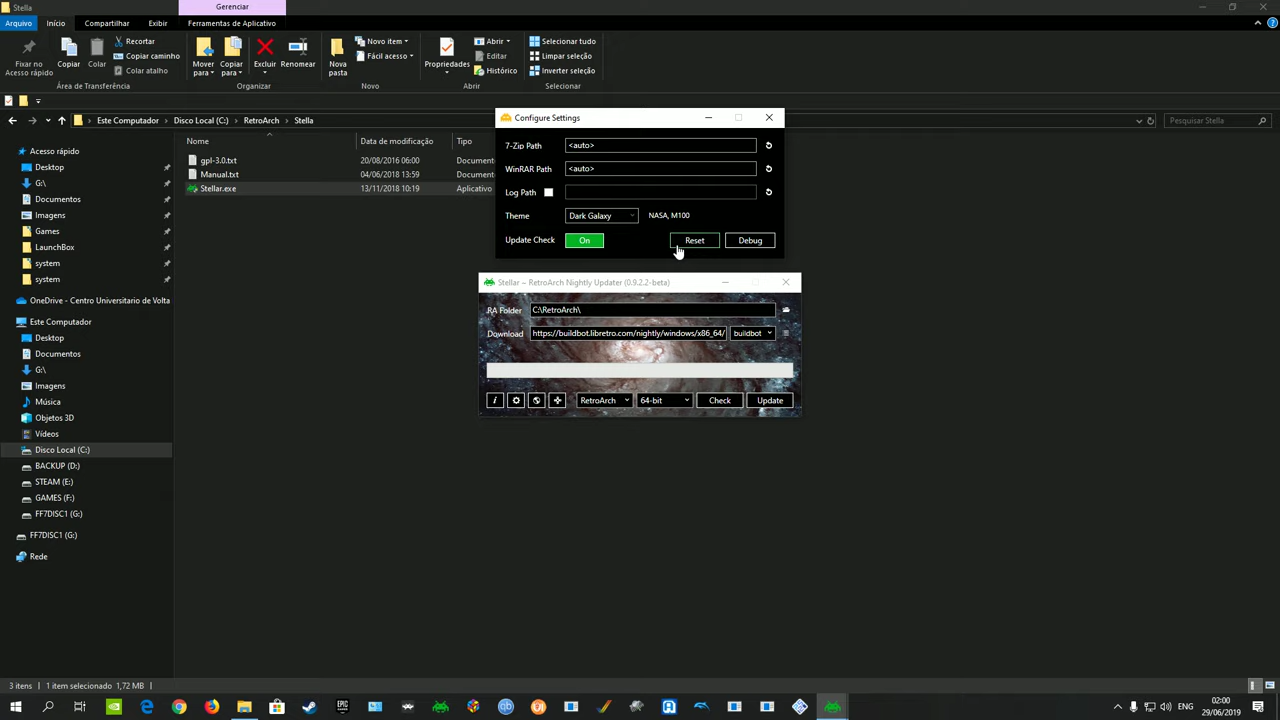 Stella
Gerenciar
Arquivo
Início
Compartilhar
Exibir
Ferramentas de Aplicativo
Fixar no
Acesso rápido
Copiar
Colar
Recortar
Copiar caminho
Colar atalho
Área de Transferência
Mover
para
Copiar
para
Excluir
Renomear
Organizar
Nova
pasta
Novo item
Fácil acesso
Novo
Propriedades
Abrir
Editar
Histórico
Abrir
Selecionar tudo
Limpar seleção
Inverter seleção
Selecionar
Este Computador > Disco Local (C:) > RetroArch > Stella
Pesquisar Stella
Nome
Data de modificação
Tipo
gpl-3.0.txt
20/08/2016 06:00
Document
Manual.txt
04/06/2018 13:59
Document
Stellar.exe
13/11/2018 10:19
Aplicativo
Acesso rápido
Desktop
G:\
Documentos
Imagens
Games
LaunchBox
system
system
OneDrive - Centro Universitario de Volta
Este Computador
Desktop
Documentos
G:\
Imagens
Música
Objetos 3D
Vídeos
Disco Local (C:)
BACKUP (D:)
STEAM (E:)
GAMES (F:)
FF7DISC1 (G:)
FF7DISC1 (G:)
Rede
Configure Settings
7-Zip Path
<auto>
WinRAR Path
<auto>
Log Path
Theme
Dark Galaxy
NASA, M100
Update Check
On
Reset
Debug
Stellar ~ RetroArch Nightly Updater (0.9.2.2-beta)
RA Folder
C:\RetroArch\
Download
https://buildbot.libretro.com/nightly/windows/x86_64/
buildbot
i
RetroArch
64-bit
Check
Update
3 itens
1 item selecionado 1,72 MB
EPIC
02:00
29/06/2019